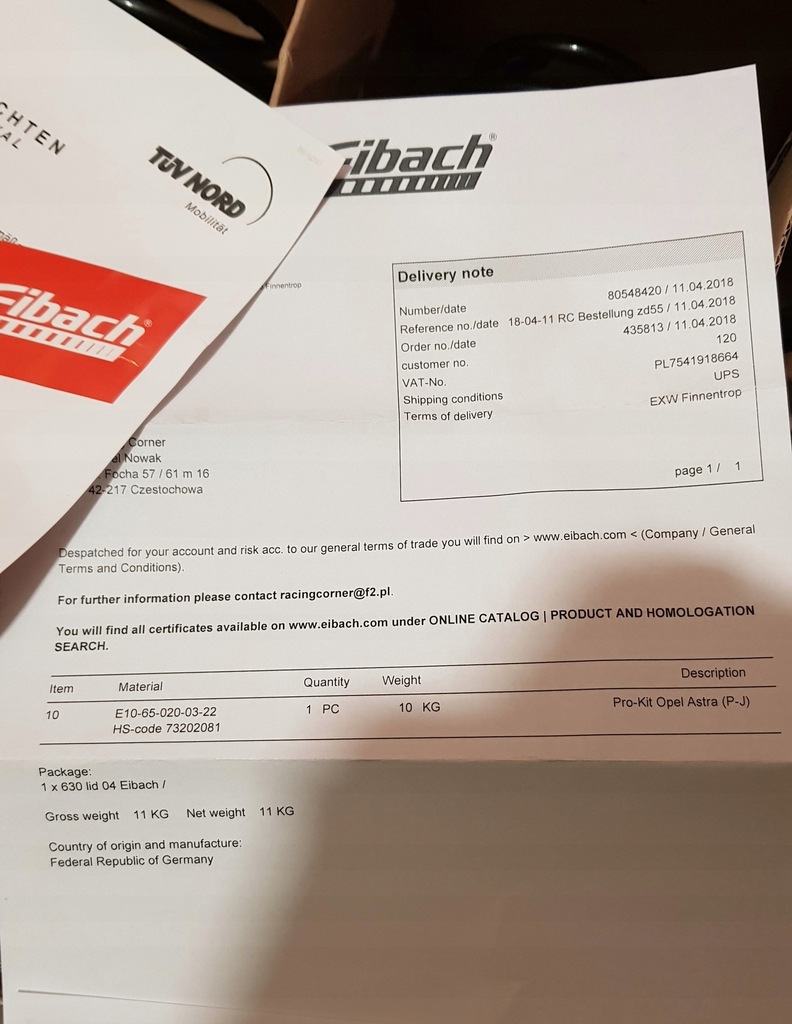 TÜV NORD
Mobilität
Eibach®
Eibach®
Finnentrop
Delivery note
Number/date 80548420 / 11.04.2018
Reference no./date 18-04-11 RC Bestellung zd55 / 11.04.2018
Order no./date 435813 / 11.04.2018
customer no. 120
VAT-No. PL7541918664
Shipping conditions UPS
Terms of delivery EXW Finnentrop
page 1 / 1
Corner
Nowak
Focha 57 / 61 m 16
42-217 Czestochowa
Despatched for your account and risk acc. to our general terms of trade you will find on > www.eibach.com < (Company / General
Terms and Conditions).
For further information please contact racingcorner@f2.pl.
You will find all certificates available on www.eibach.com under ONLINE CATALOG | PRODUCT AND HOMOLOGATION
SEARCH.
Item Material Quantity Weight Description
10 E10-65-020-03-22 1 PC 10 KG Pro-Kit Opel Astra (P-J)
HS-code 73202081
Package:
1 x 630 lid 04 Eibach /
Gross weight 11 KG Net weight 11 KG
Country of origin and manufacture:
Federal Republic of Germany